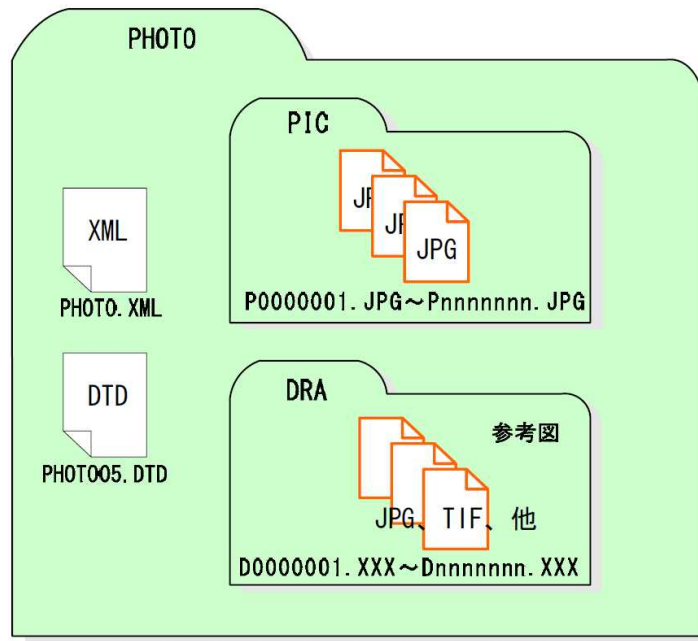 PHOTO
XML
PHOTO.XML
DTD
PHOTO05.DTD
PIC
JPG
P0000001.JPG～Pnnnnnnn.JPG
DRA
参考図
JPG、TIF、他
D0000001.XXX～Dnnnnnnn.XXX